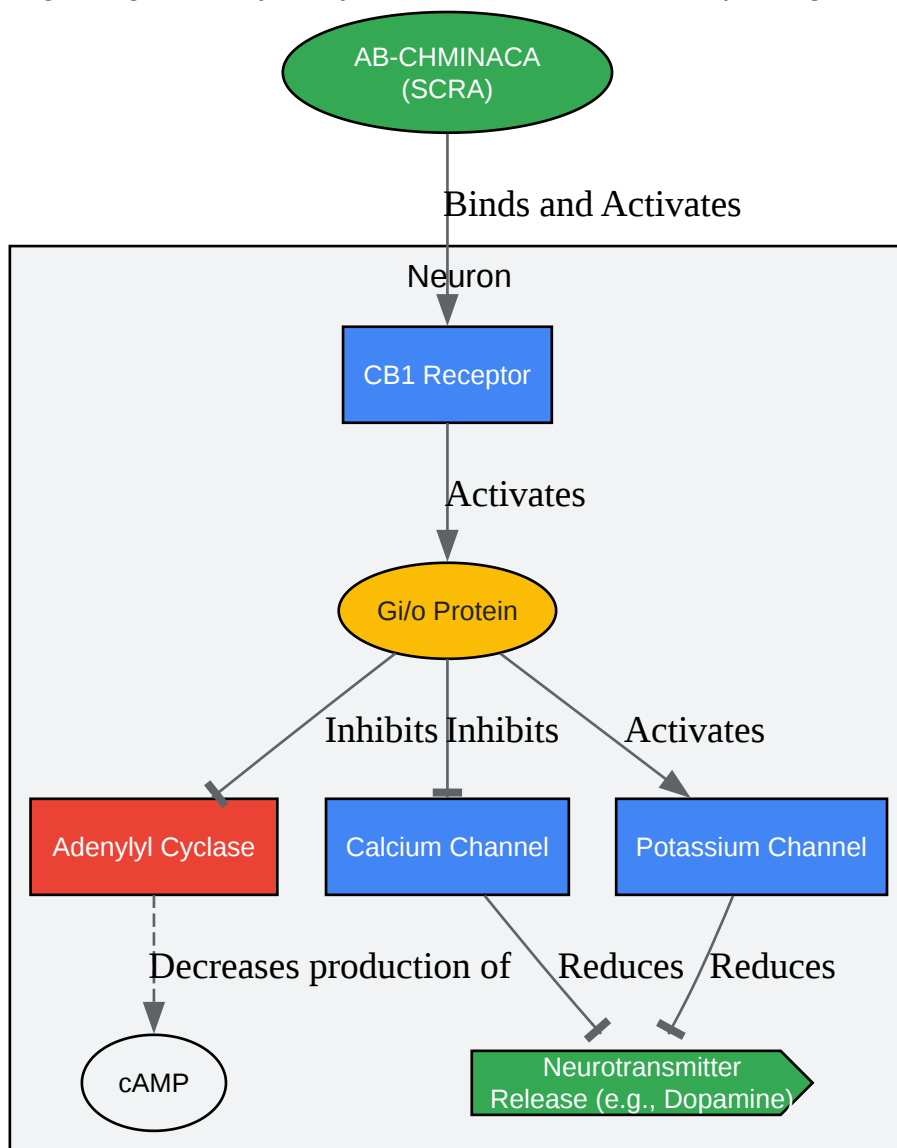 AB-CHMINACA
(SCRA)
Binds and Activates
Neuron
CB1 Receptor
Activates
Gi/o Protein
Inhibits
Inhibits
Activates
Adenylyl Cyclase
Calcium Channel
Potassium Channel
Decreases production of
Reduces
Reduces
cAMP
Neurotransmitter
Release (e.g., Dopamine)